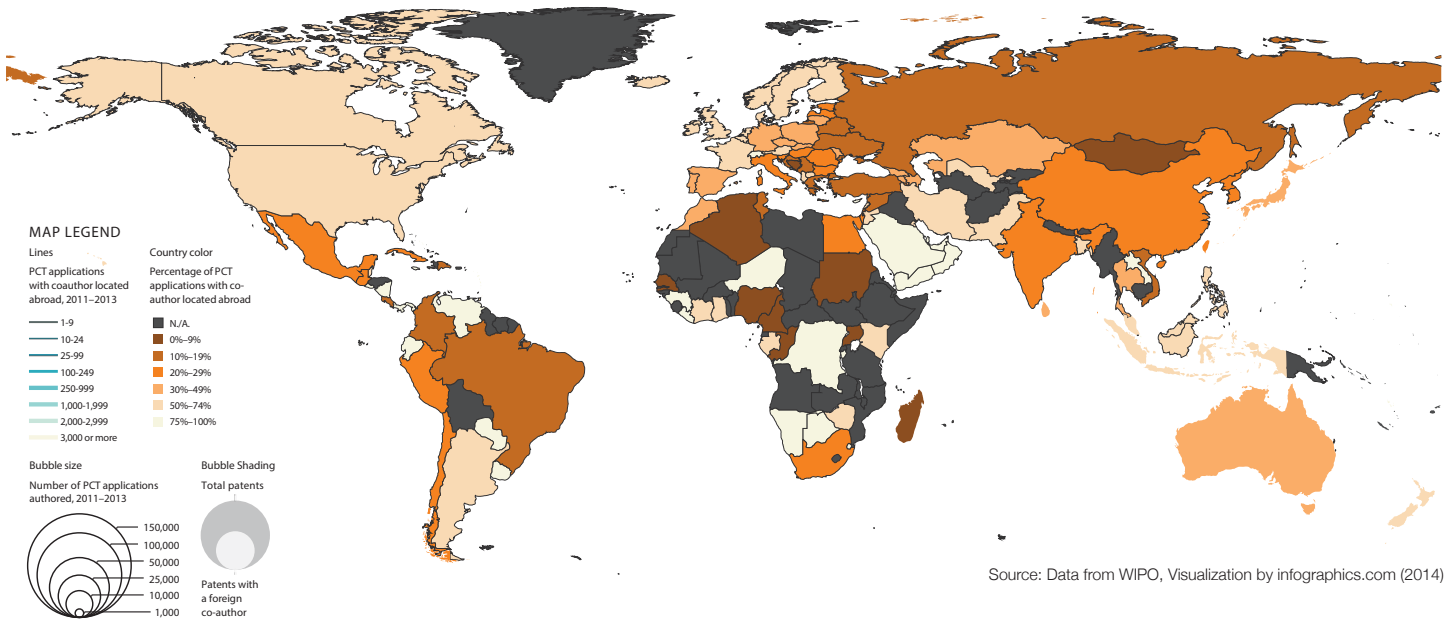 MAP LEGEND
Lines
PCT applications
with coauthor located
abroad, 2011–2013
1-9
10-24
25-99
100-249
250-999
1,000-1,999
2,000-2,999
3,000 or more
Country color
Percentage of PCT
applications with co-
author located abroad
N./A.
0%–9%
10%–19%
20%–29%
30%–49%
50%–74%
75%–100%
Bubble size
Number of PCT applications
authored, 2011–2013
150,000
100,000
50,000
25,000
10,000
1,000
Bubble Shading
Total patents
Patents with
a foreign
co-author
Source: Data from WIPO, Visualization by infographics.com (2014)